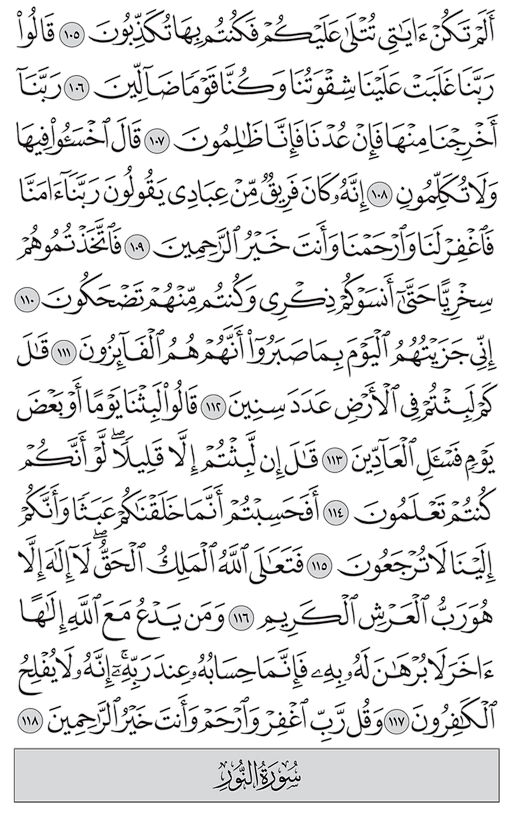 أَلَمْ تَكُنْ ءَايَـٰتِى تُتْلَىٰ عَلَيْكُمْ فَكُنتُم بِهَا تُكَذِّبُونَ ١٠٥ قَالُوا۟
رَبَّنَا غَلَبَتْ عَلَيْنَا شِقْوَتُنَا وَكُنَّا قَوْمًا ضَآلِّينَ ١٠٦ رَبَّنَآ
أَخْرِجْنَا مِنْهَا فَإِنْ عُدْنَا فَإِنَّا ظَـٰلِمُونَ ١٠٧ قَالَ ٱخْسَـُٔوا۟ فِيهَا
وَلَا تُكَلِّمُونِ ١٠٨ إِنَّهُۥ كَانَ فَرِيقٌ مِّنْ عِبَادِى يَقُولُونَ رَبَّنَآ ءَامَنَّا
فَٱغْفِرْ لَنَا وَٱرْحَمْنَا وَأَنتَ خَيْرُ ٱلرَّٰحِمِينَ ١٠٩ فَٱتَّخَذْتُمُوهُمْ
سِخْرِيًّا حَتَّىٰٓ أَنسَوْكُمْ ذِكْرِى وَكُنتُم مِّنْهُمْ تَضْحَكُونَ ١١٠
إِنِّى جَزَيْتُهُمُ ٱلْيَوْمَ بِمَا صَبَرُوٓا۟ أَنَّهُمْ هُمُ ٱلْفَآئِزُونَ ١١١ قَـٰلَ
كَمْ لَبِثْتُمْ فِى ٱلْأَرْضِ عَدَدَ سِنِينَ ١١٢ قَالُوا۟ لَبِثْنَا يَوْمًا أَوْ بَعْضَ
يَوْمٍ فَسْـَٔلِ ٱلْعَآدِّينَ ١١٣ قَـٰلَ إِن لَّبِثْتُمْ إِلَّا قَلِيلًا ۖ لَّوْ أَنَّكُمْ
كُنتُمْ تَعْلَمُونَ ١١٤ أَفَحَسِبْتُمْ أَنَّمَا خَلَقْنَـٰكُمْ عَبَثًا وَأَنَّكُمْ
إِلَيْنَا لَا تُرْجَعُونَ ١١٥ فَتَعَـٰلَى ٱللَّهُ ٱلْمَلِكُ ٱلْحَقُّ ۖ لَآ إِلَـٰهَ إِلَّا
هُوَ رَبُّ ٱلْعَرْشِ ٱلْكَرِيمِ ١١٦ وَمَن يَدْعُ مَعَ ٱللَّهِ إِلَـٰهًا
ءَاخَرَ لَا بُرْهَـٰنَ لَهُۥ بِهِۦ فَإِنَّمَا حِسَابُهُۥ عِندَ رَبِّهِۦٓ ۚ إِنَّهُۥ لَا يُفْلِحُ
ٱلْكَـٰفِرُونَ ١١٧ وَقُل رَّبِّ ٱغْفِرْ وَٱرْحَمْ وَأَنتَ خَيْرُ ٱلرَّٰحِمِينَ ١١٨
سُورَةُ النُّورِ